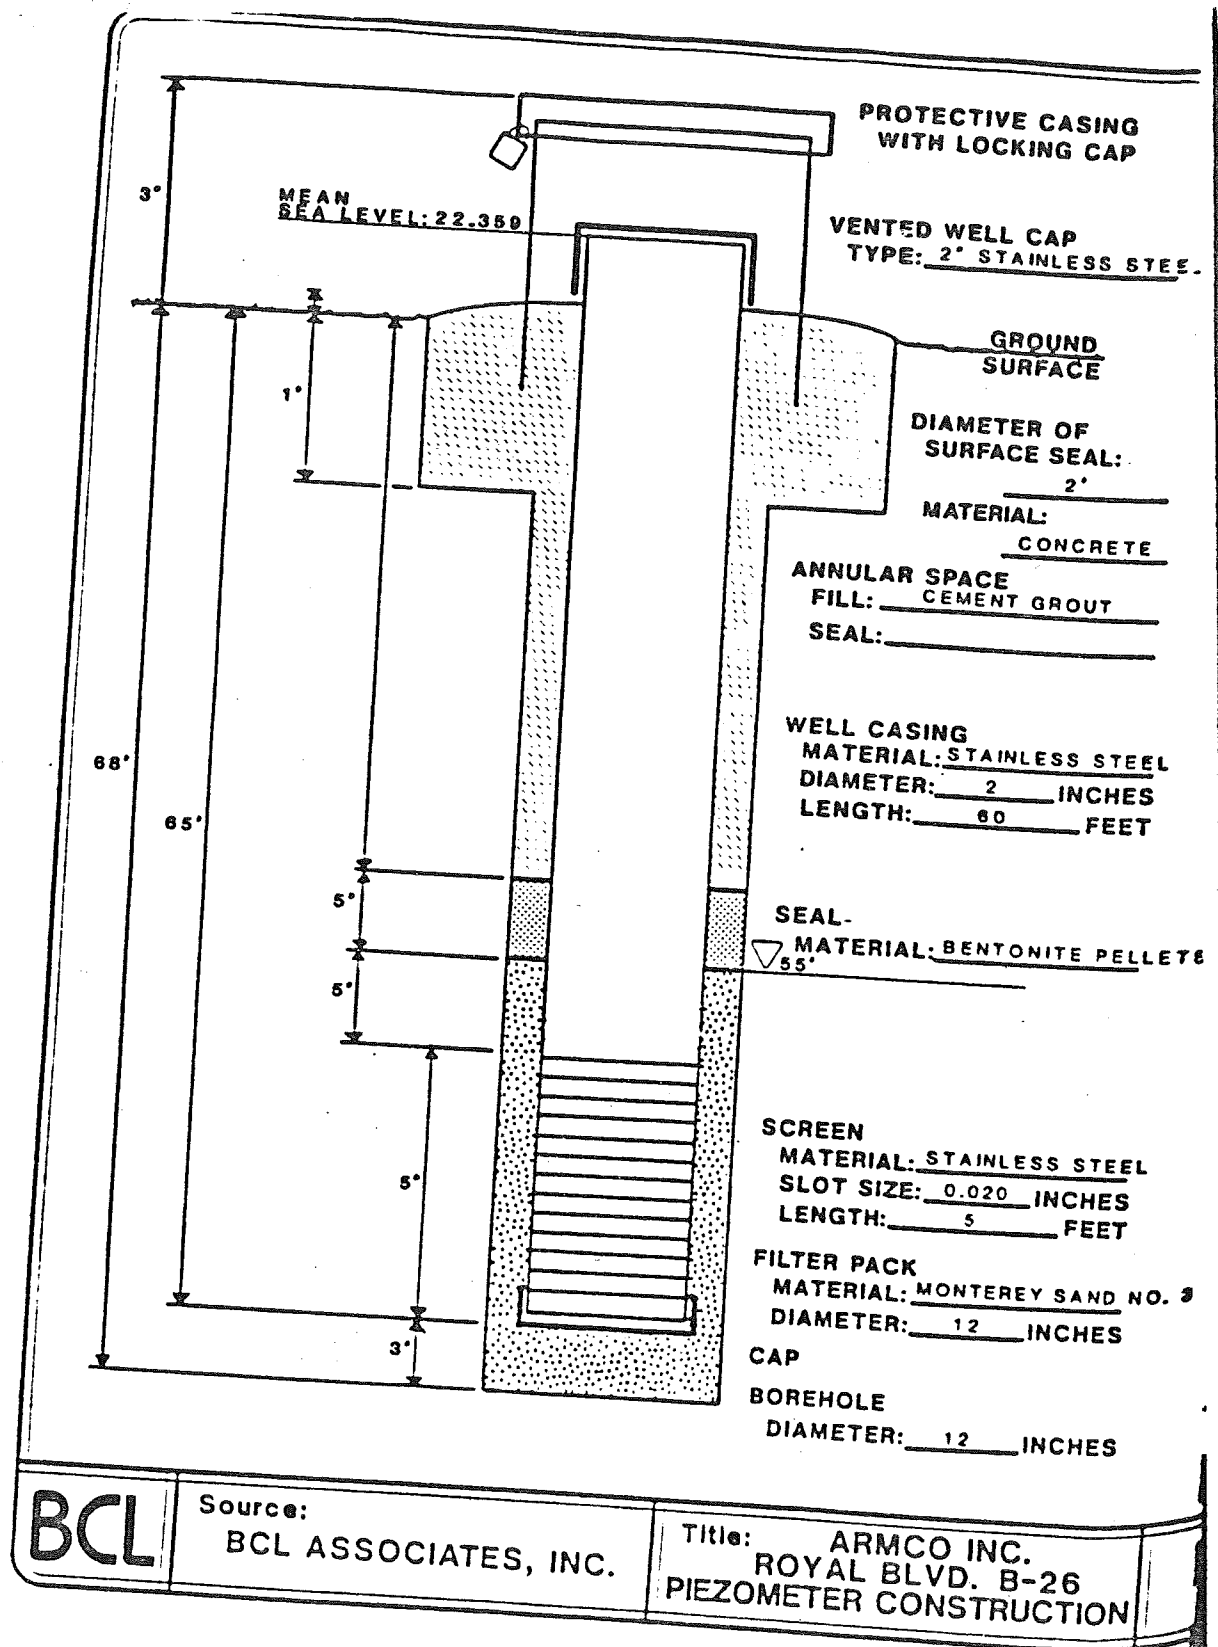 PROTECTIVE CASING
WITH LOCKING CAP
3'
MEAN
SEA LEVEL: 22.359
VENTED WELL CAP
TYPE: 2" STAINLESS STEE
GROUND
SURFACE
1'
DIAMETER OF
SURFACE SEAL:
2'
MATERIAL:
CONCRETE
ANNULAR SPACE
FILL: CEMENT GROUT
SEAL:
WELL CASING
MATERIAL: STAINLESS STEEL
DIAMETER: 2 INCHES
LENGTH: 60 FEET
68'
65'
5'
SEAL-
MATERIAL: BENTONITE PELLETS
55'
5'
SCREEN
MATERIAL: STAINLESS STEEL
SLOT SIZE: 0.020 INCHES
LENGTH: 5 FEET
5'
FILTER PACK
MATERIAL: MONTEREY SAND NO. 3
DIAMETER: 12 INCHES
3'
CAP
BOREHOLE
DIAMETER: 12 INCHES
BCL
Source:
BCL ASSOCIATES, INC.
Title: ARMCO INC.
ROYAL BLVD. B-26
PIEZOMETER CONSTRUCTION